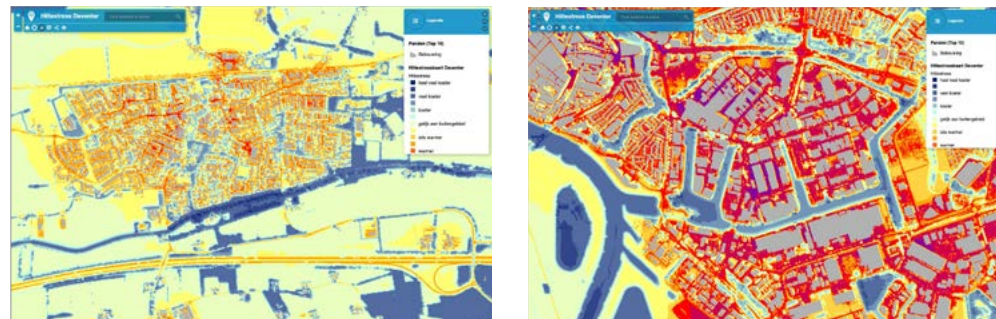 Hittestress Deventer
Legenda
Panden (Top 10)
Bebouwing
Hittestresskaart Deventer
Hittestress
heel veel koeler
veel koeler
koeler
gelijk aan buitengebied
iets warmer
warmer
Hittestress Deventer
Legenda
Panden (Top 10)
Bebouwing
Hittestresskaart Deventer
Hittestress
heel veel koeler
veel koeler
koeler
gelijk aan buitengebied
iets warmer
warmer